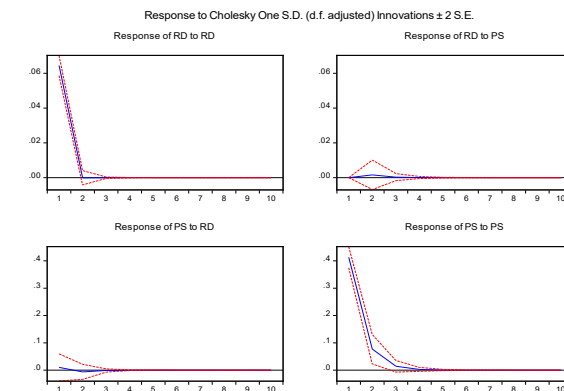 Response to Cholesky One S.D. (d.f. adjusted) Innovations ± 2 S.E.
Response of RD to RD
Response of RD to PS
.06
.04
.02
.00
1 2 3 4 5 6 7 8 9 10
.06
.04
.02
.00
1 2 3 4 5 6 7 8 9 10
Response of PS to RD
Response of PS to PS
.4
.3
.2
.1
.0
1 2 3 4 5 6 7 8 9 10
.4
.3
.2
.1
.0
1 2 3 4 5 6 7 8 9 10